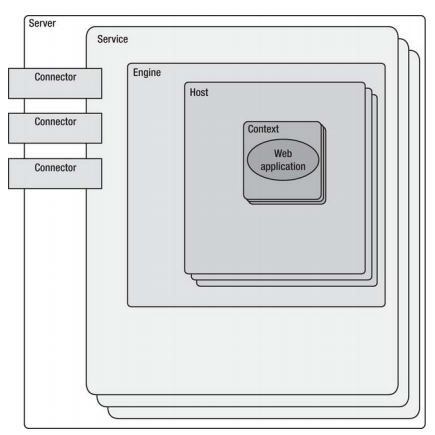 Server
Service
Connector
Engine
Host
Connector
Context
Web
application
Connector